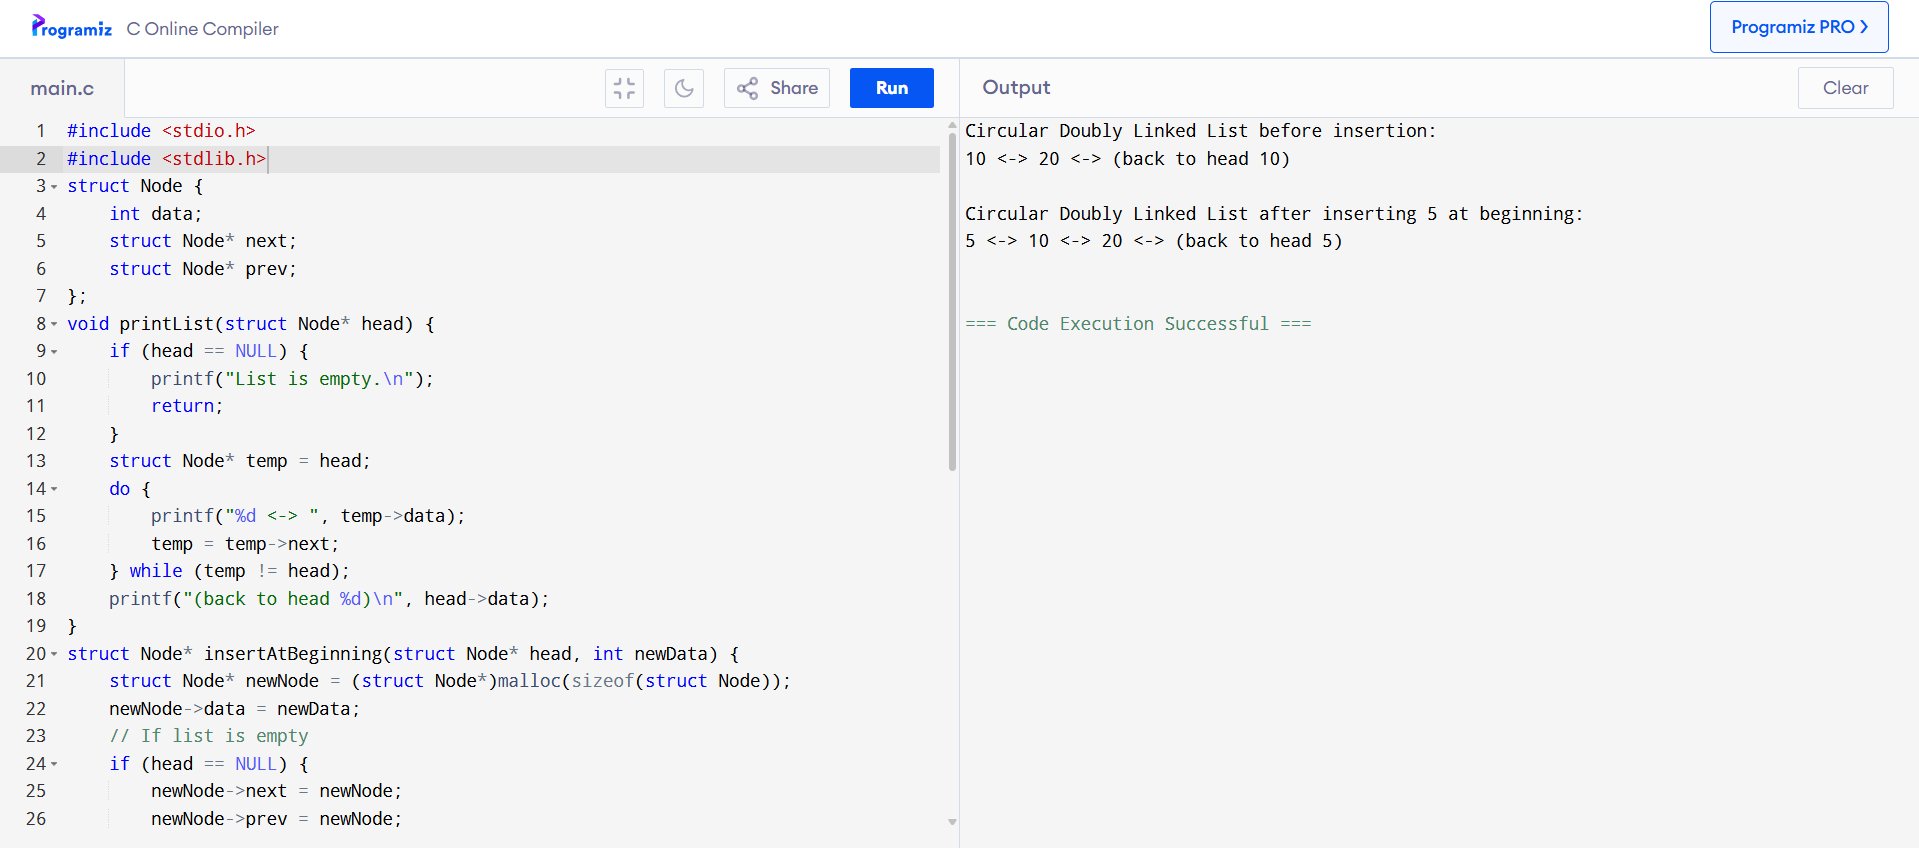 Programiz C Online Compiler
Programiz PRO
main.c
Share
Run
Output
Clear
1 #include <stdio.h>
2 #include <stdlib.h>
3 struct Node {
4     int data;
5     struct Node* next;
6     struct Node* prev;
7 };
8 void printList(struct Node* head) {
9     if (head == NULL) {
10         printf("List is empty.\n");
11         return;
12     }
13     struct Node* temp = head;
14     do {
15         printf("%d <-> ", temp->data);
16         temp = temp->next;
17     } while (temp != head);
18     printf("(back to head %d)\n", head->data);
19 }
20 struct Node* insertAtBeginning(struct Node* head, int newData) {
21     struct Node* newNode = (struct Node*)malloc(sizeof(struct Node));
22     newNode->data = newData;
23     // If list is empty
24     if (head == NULL) {
25         newNode->next = newNode;
26         newNode->prev = newNode;
Circular Doubly Linked List before insertion:
10 <-> 20 <-> (back to head 10)
Circular Doubly Linked List after inserting 5 at beginning:
5 <-> 10 <-> 20 <-> (back to head 5)
=== Code Execution Successful ===